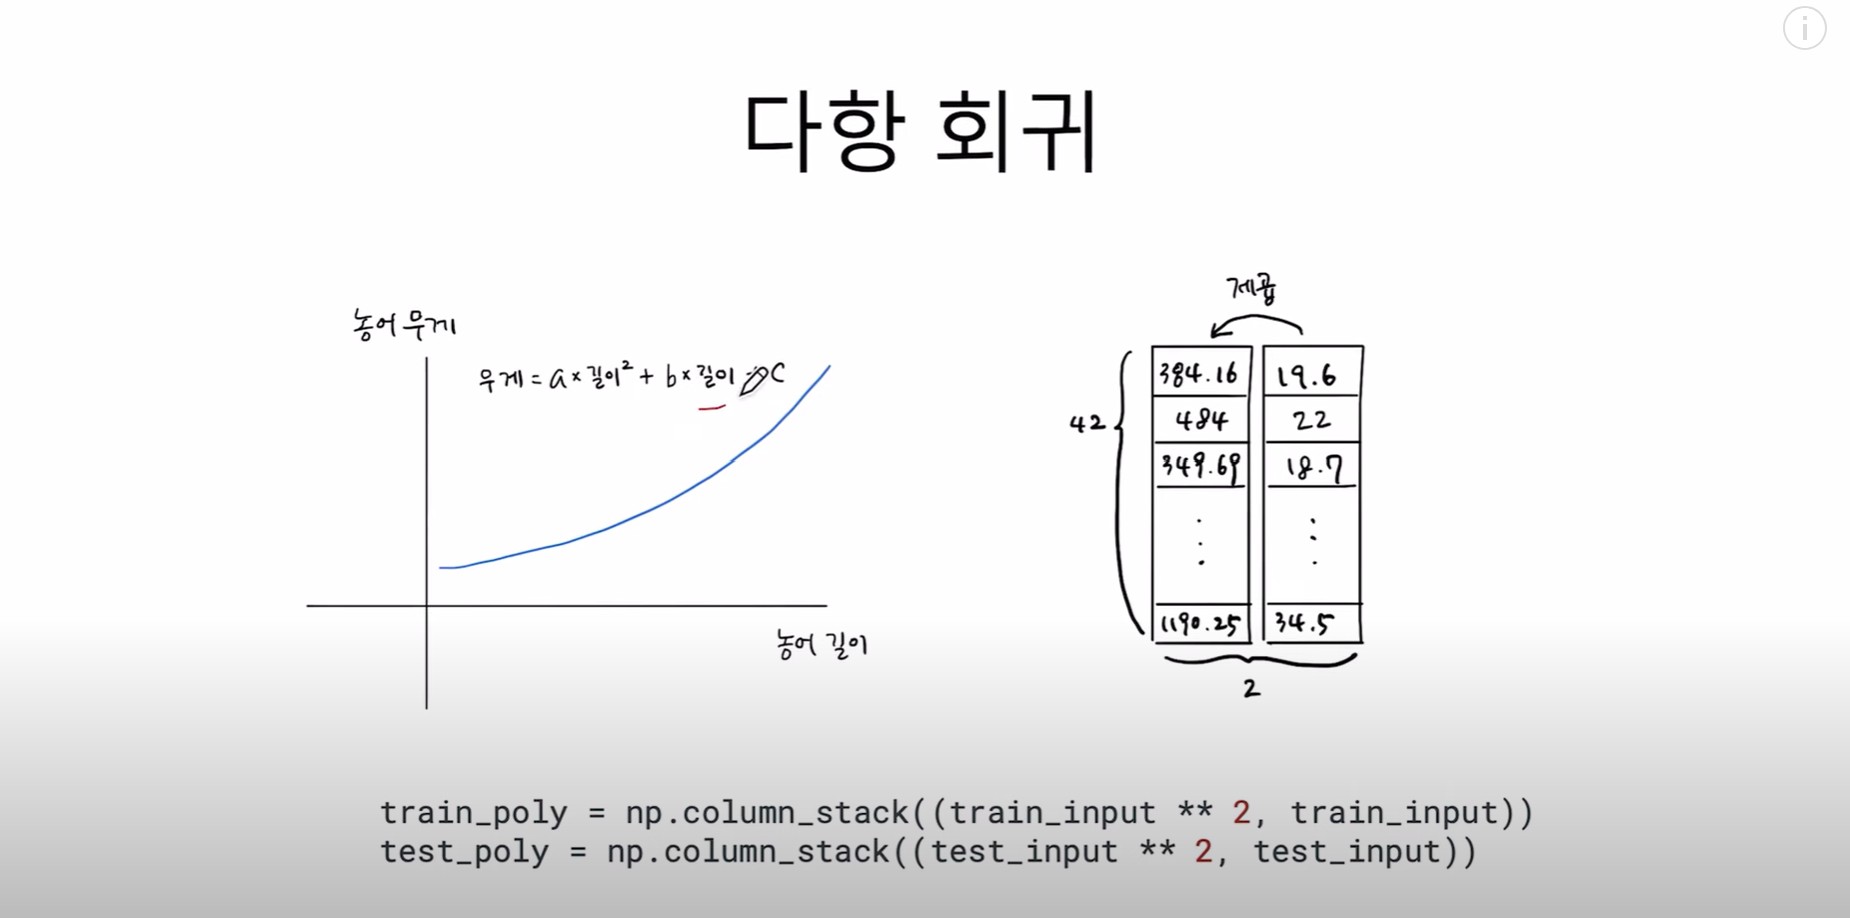 다항 회귀
농어 무게
무게 = a × 길이² + b × 길이 C
농어 길이
제곱
42
384.16 19.6
484 22
349.69 18.7
1190.25 34.5
2
train_poly = np.column_stack((train_input ** 2, train_input))
test_poly = np.column_stack((test_input ** 2, test_input))